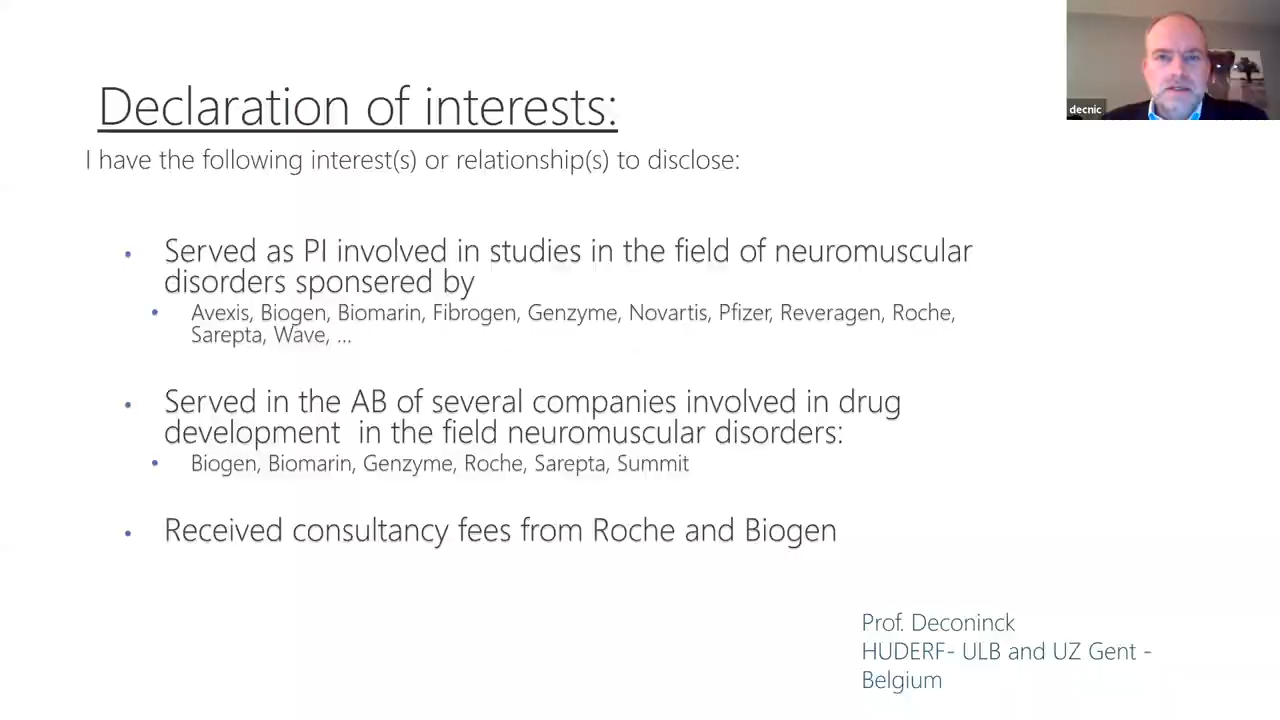 decnic
Declaration of interests:
I have the following interest(s) or relationship(s) to disclose:
• Served as PI involved in studies in the field of neuromuscular
disorders sponsered by
• Avexis, Biogen, Biomarin, Fibrogen, Genzyme, Novartis, Pfizer, Reveragen, Roche,
Sarepta, Wave, ...
• Served in the AB of several companies involved in drug
development  in the field neuromuscular disorders:
• Biogen, Biomarin, Genzyme, Roche, Sarepta, Summit
• Received consultancy fees from Roche and Biogen
Prof. Deconinck
HUDERF- ULB and UZ Gent -
Belgium